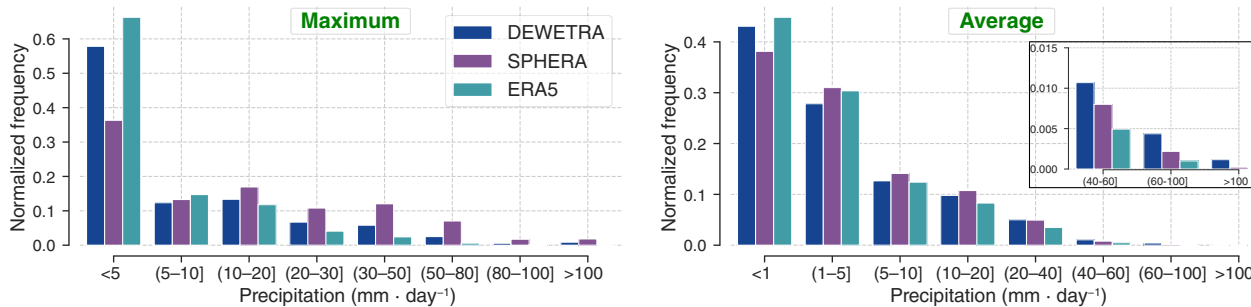 Maximum
Normalized frequency
0.6
0.5
0.4
0.3
0.2
0.1
0.0
DEWETRA
SPHERA
ERA5
<5 (5–10] (10–20] (20–30] (30–50] (50–80] (80–100] >100
Precipitation (mm · day⁻¹)
Average
Normalized frequency
0.4
0.3
0.2
0.1
0.0
0.015
0.010
0.005
0.000
(40-60] (60-100] >100
<1 (1–5] (5–10] (10–20] (20–40] (40–60] (60–100] >100
Precipitation (mm · day⁻¹)